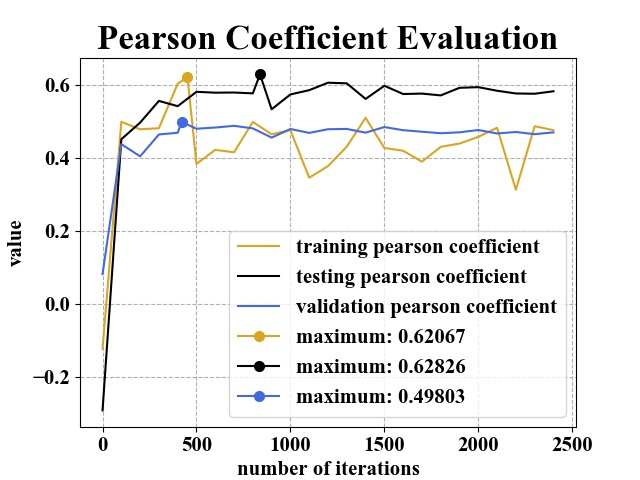 Pearson Coefficient Evaluation
value
0.6
0.4
0.2
0.0
−0.2
training pearson coefficient
testing pearson coefficient
validation pearson coefficient
maximum: 0.62067
maximum: 0.62826
maximum: 0.49803
0 500 1000 1500 2000 2500
number of iterations